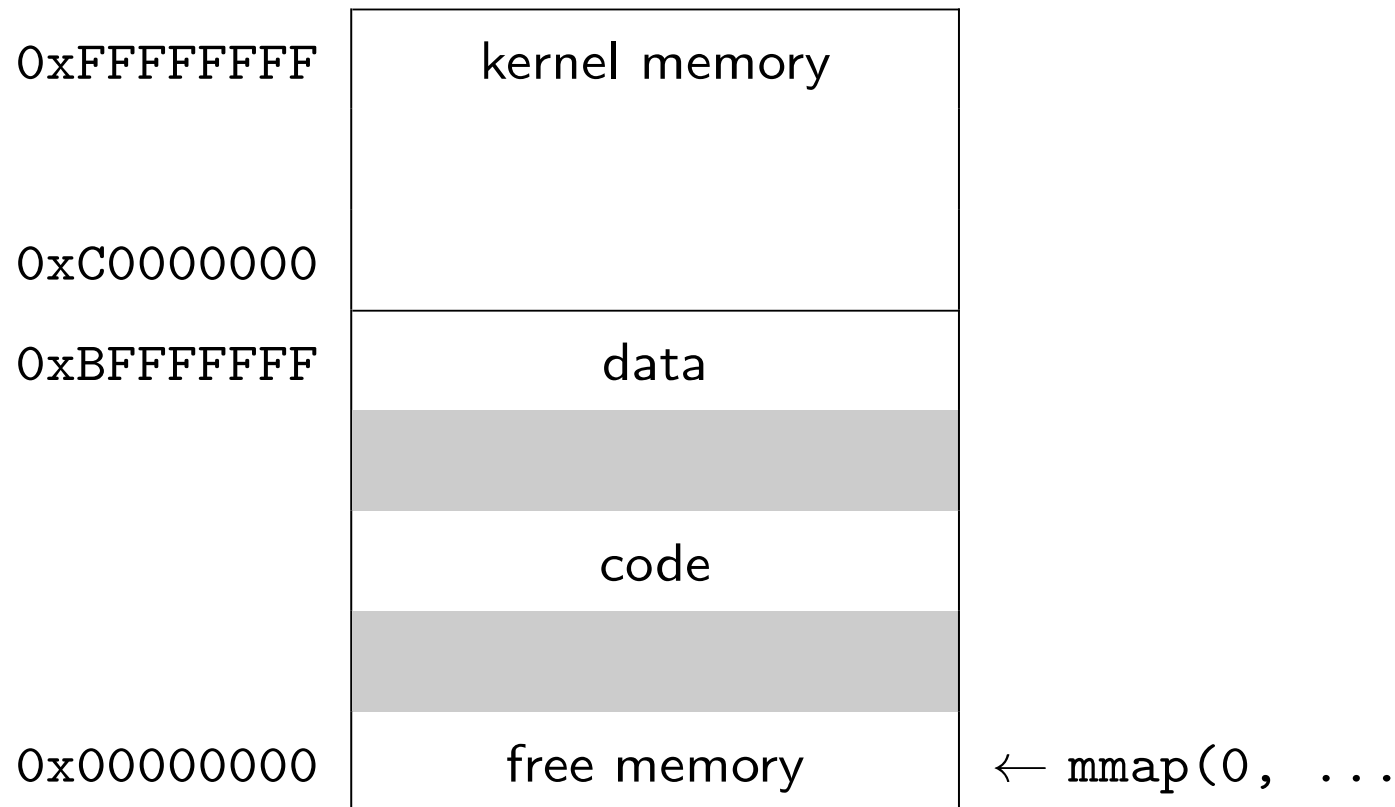 0xFFFFFFFF kernel memory
0xC0000000
0xBFFFFFFF data
code
0x00000000 free memory ← mmap(0, ...